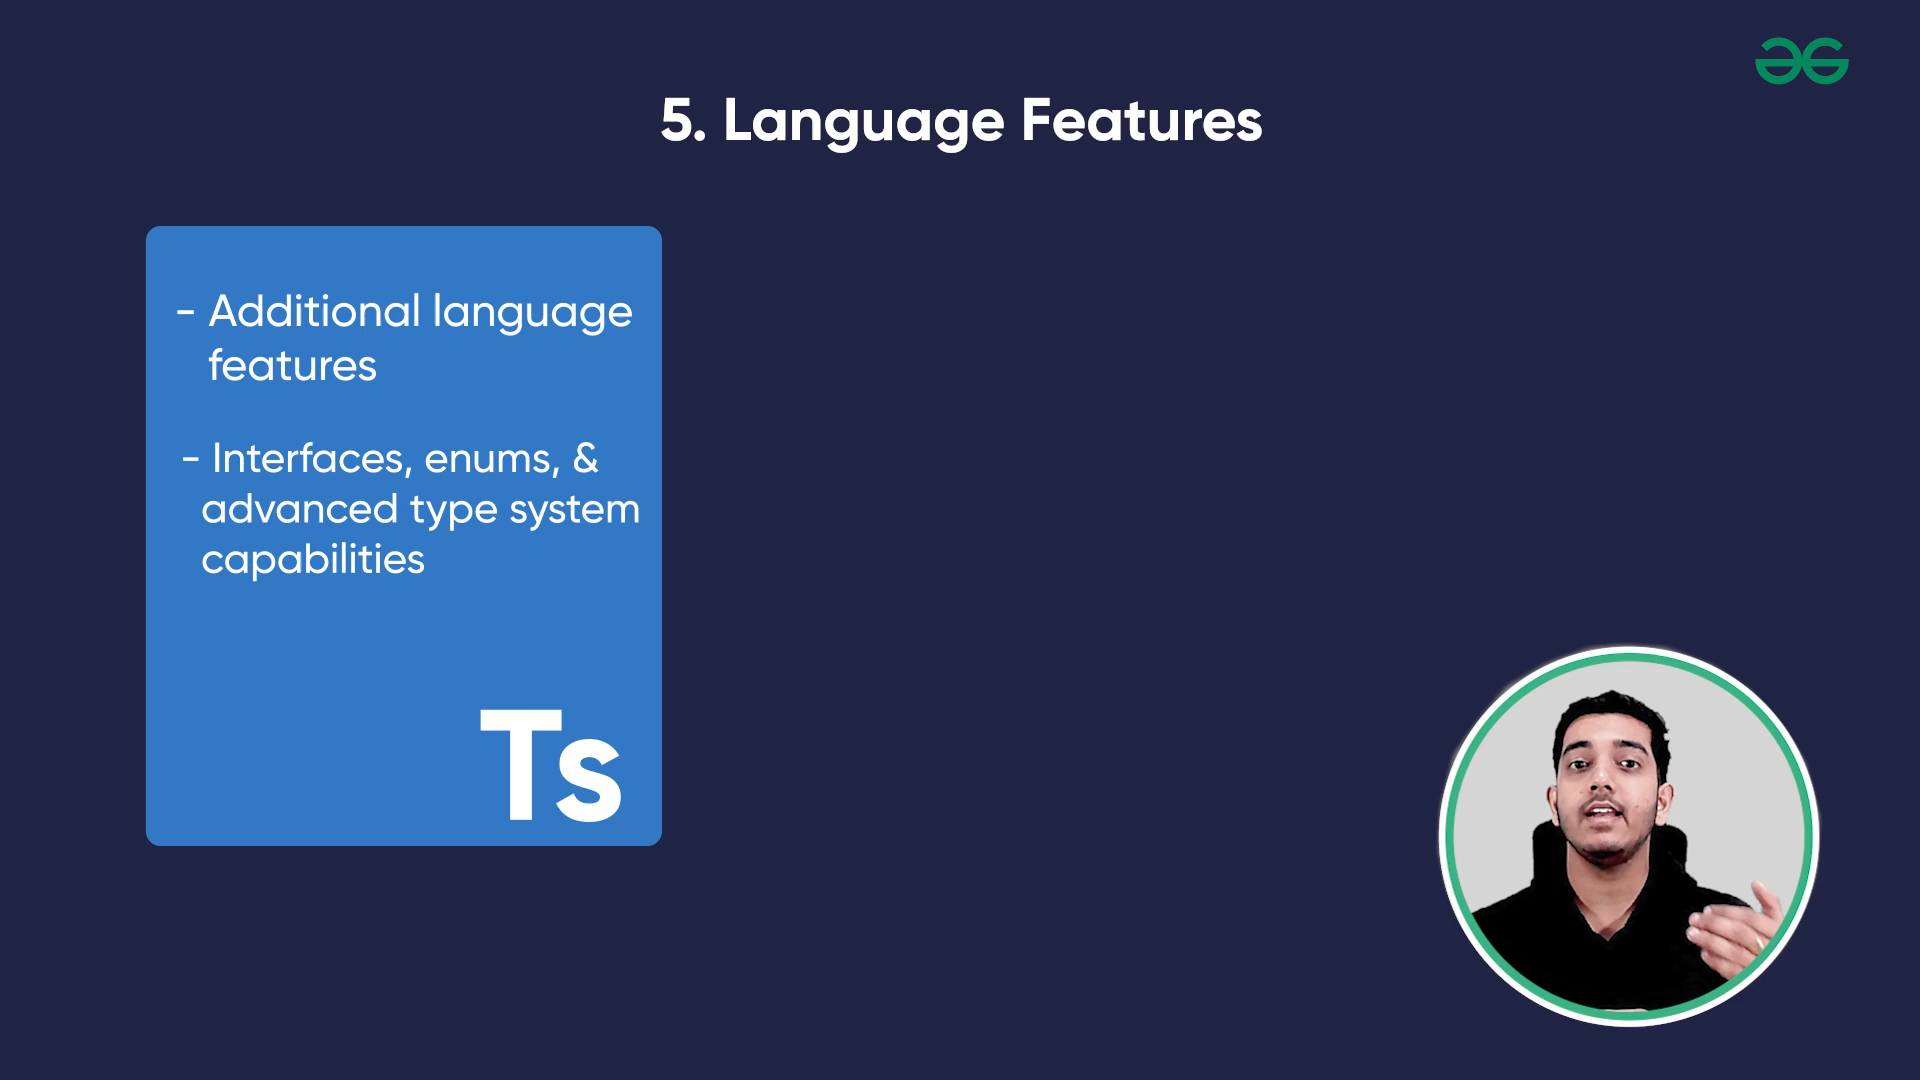 5. Language Features
- Additional language
features
- Interfaces, enums, &
advanced type system
capabilities
Ts